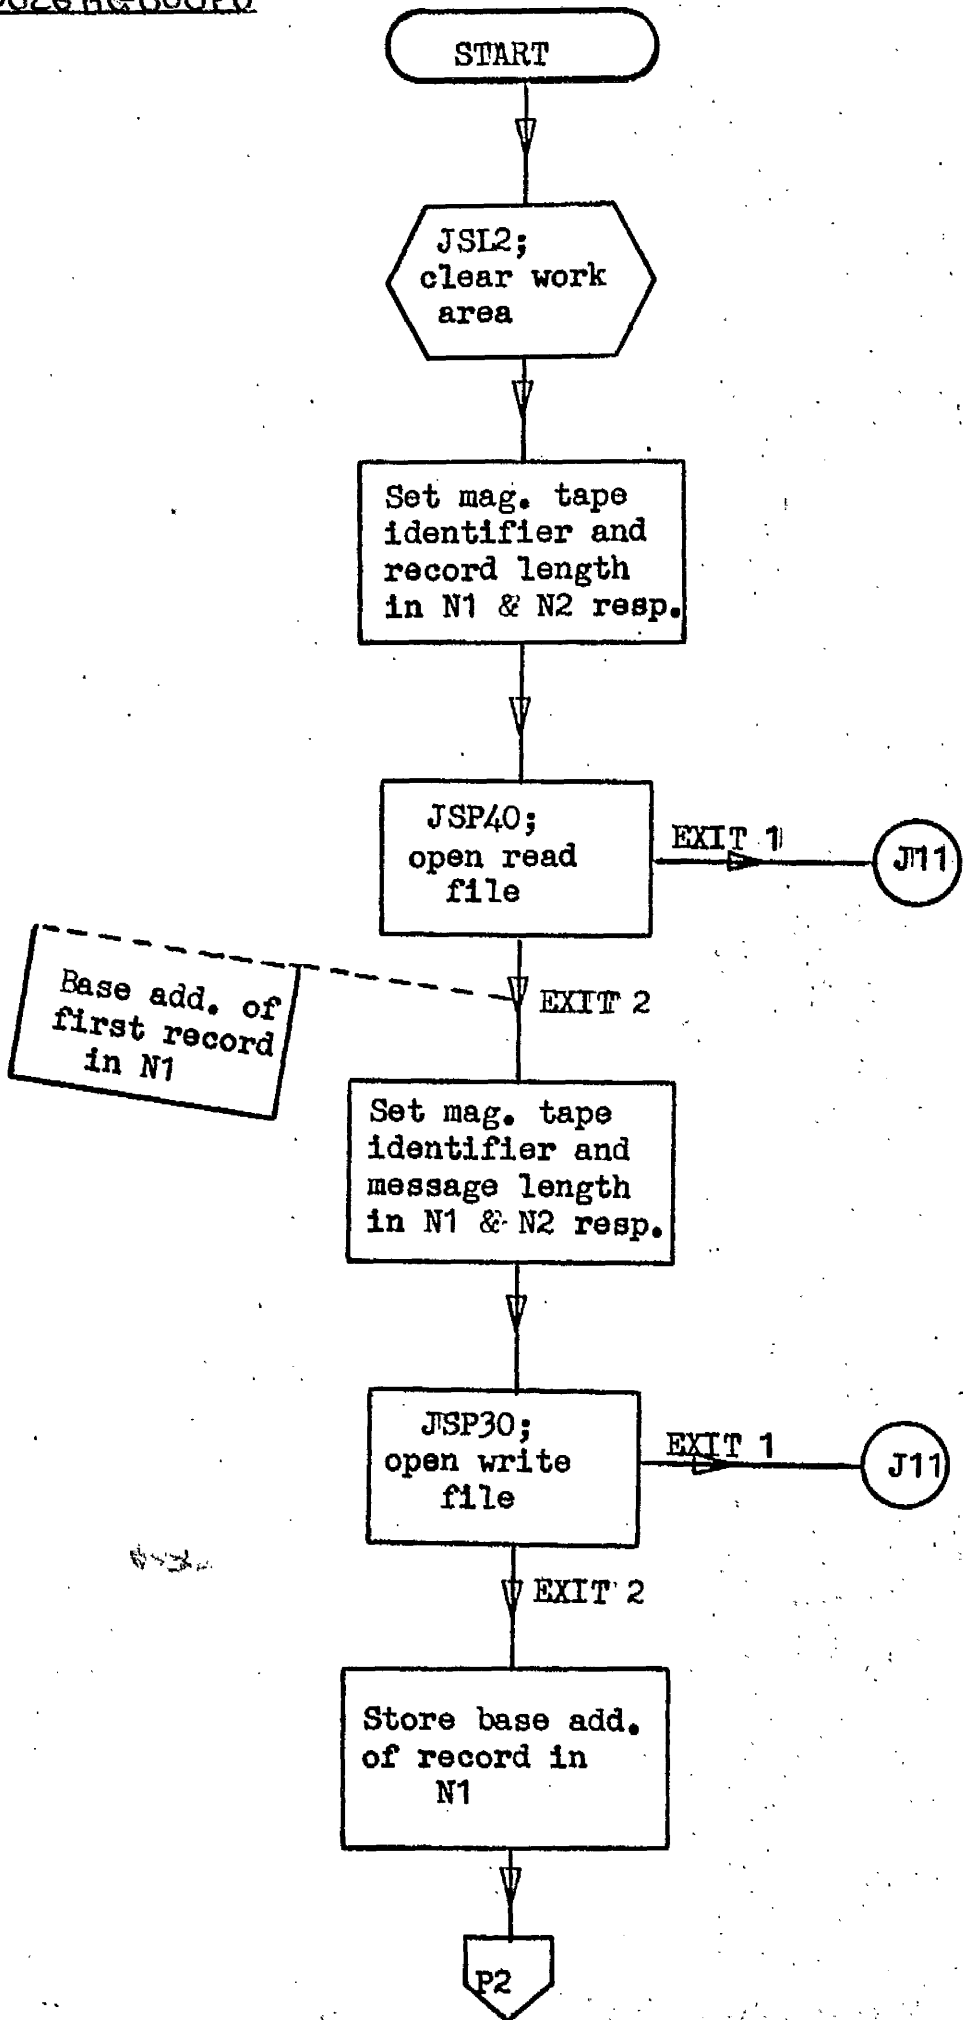 START
JSL2;
clear work
area
Set mag. tape
identifier and
record length
in N1 & N2 resp.
JSP40;
open read
file
EXIT 1
J11
Base add. of
first record
in N1
EXIT 2
Set mag. tape
identifier and
message length
in N1 & N2 resp.
JSP30;
open write
file
EXIT 1
J11
EXIT 2
Store base add.
of record in
N1
P2